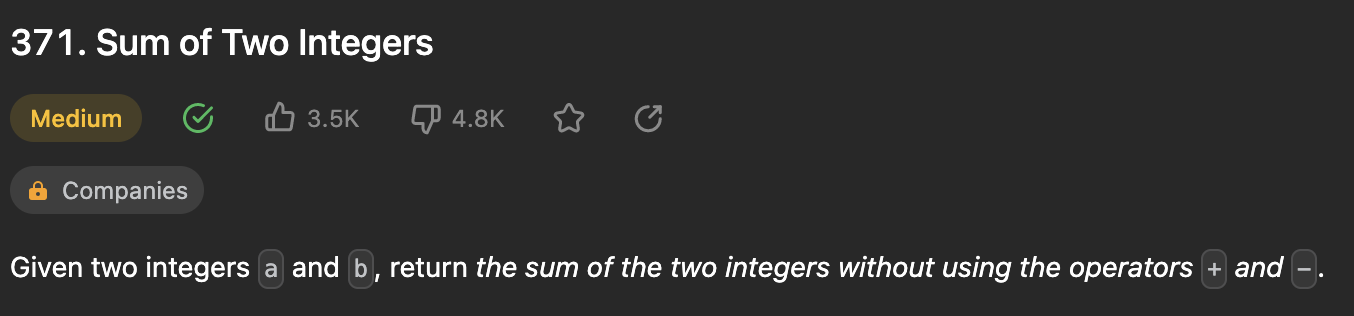 371. Sum of Two Integers
Medium 3.5K 4.8K
Companies
Given two integers a and b, return the sum of the two integers without using the operators + and -.